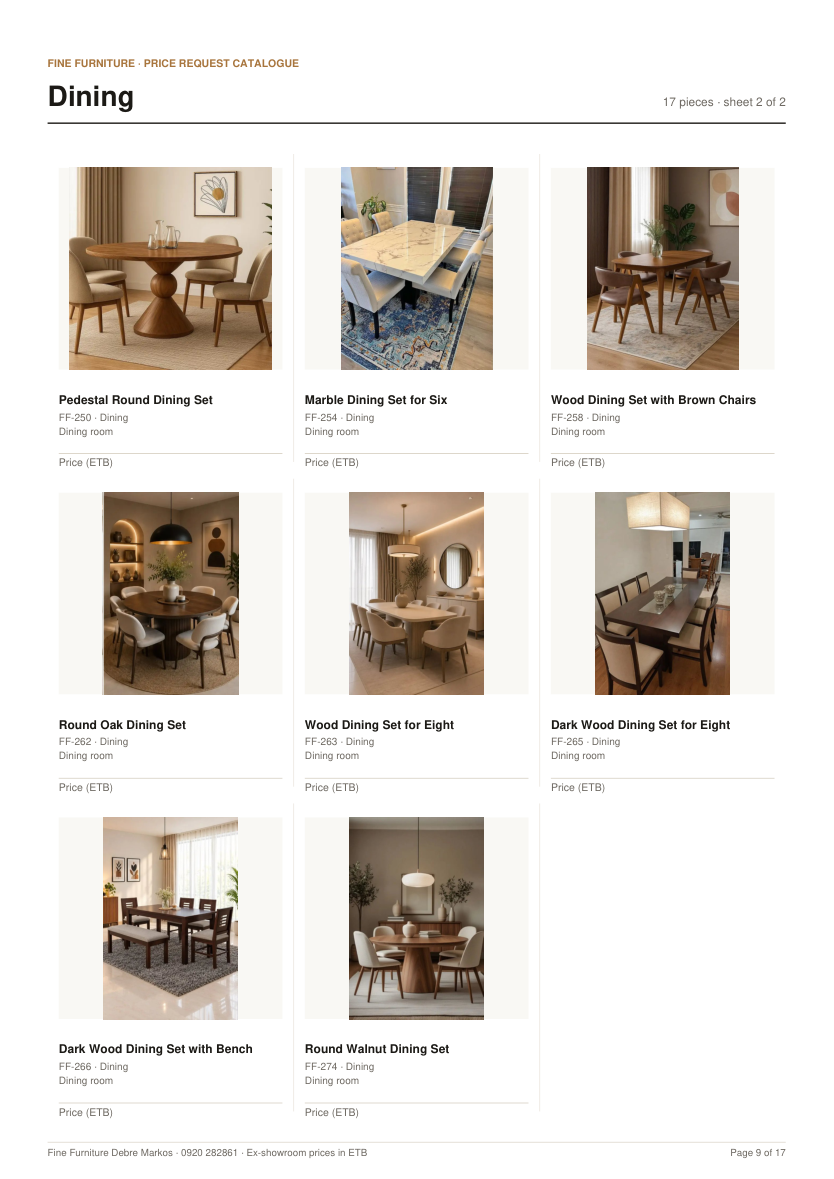 FINE FURNITURE · PRICE REQUEST CATALOGUE
Dining
17 pieces · sheet 2 of 2
Pedestal Round Dining Set
FF-250 · Dining
Dining room
Price (ETB)
Marble Dining Set for Six
FF-254 · Dining
Dining room
Price (ETB)
Wood Dining Set with Brown Chairs
FF-258 · Dining
Dining room
Price (ETB)
Round Oak Dining Set
FF-262 · Dining
Dining room
Price (ETB)
Wood Dining Set for Eight
FF-263 · Dining
Dining room
Price (ETB)
Dark Wood Dining Set for Eight
FF-265 · Dining
Dining room
Price (ETB)
Dark Wood Dining Set with Bench
FF-266 · Dining
Dining room
Price (ETB)
Round Walnut Dining Set
FF-274 · Dining
Dining room
Price (ETB)
Fine Furniture Debre Markos · 0920 282861 · Ex-showroom prices in ETB
Page 9 of 17